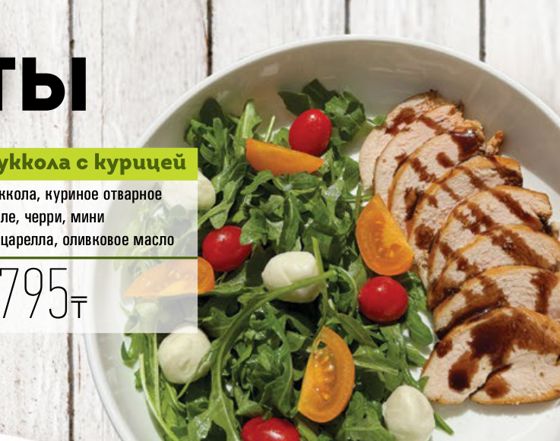 ты
уккола с курицей
ккола, куриное отварное
ле, черри, мини
царелла, оливковое масло
795₸